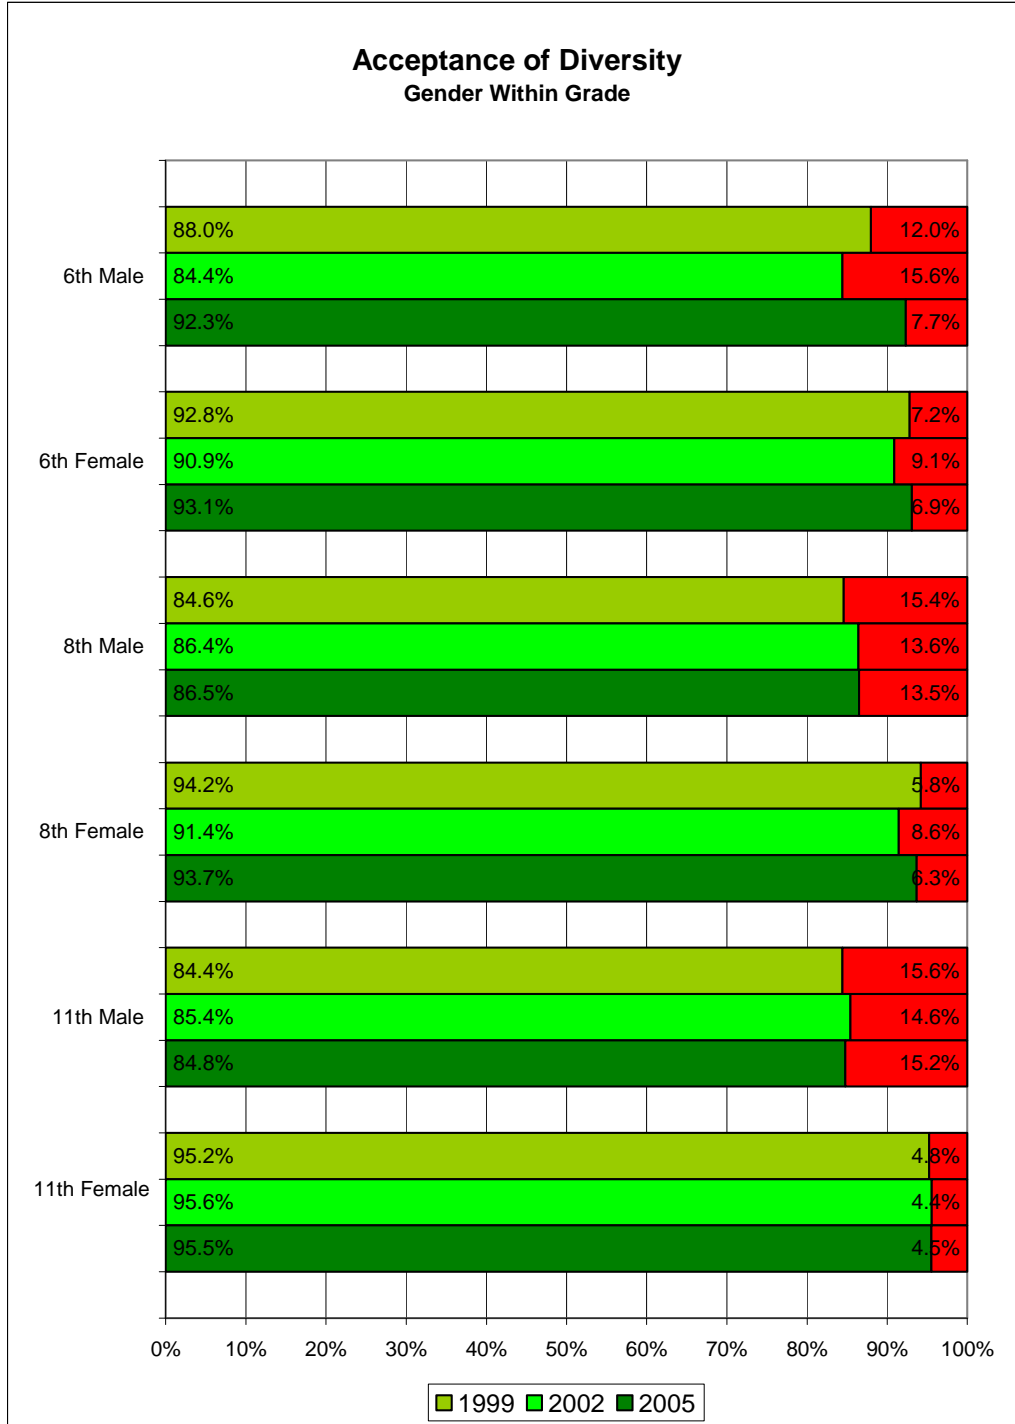 Acceptance of Diversity
Gender Within Grade
88.0% 12.0%
6th Male 84.4% 15.6%
92.3% 7.7%
92.8% 7.2%
6th Female 90.9% 9.1%
93.1% 6.9%
84.6% 15.4%
8th Male 86.4% 13.6%
86.5% 13.5%
94.2% 5.8%
8th Female 91.4% 8.6%
93.7% 6.3%
84.4% 15.6%
11th Male 85.4% 14.6%
84.8% 15.2%
95.2% 4.8%
11th Female 95.6% 4.4%
95.5% 4.5%
0% 10% 20% 30% 40% 50% 60% 70% 80% 90% 100%
1999 2002 2005